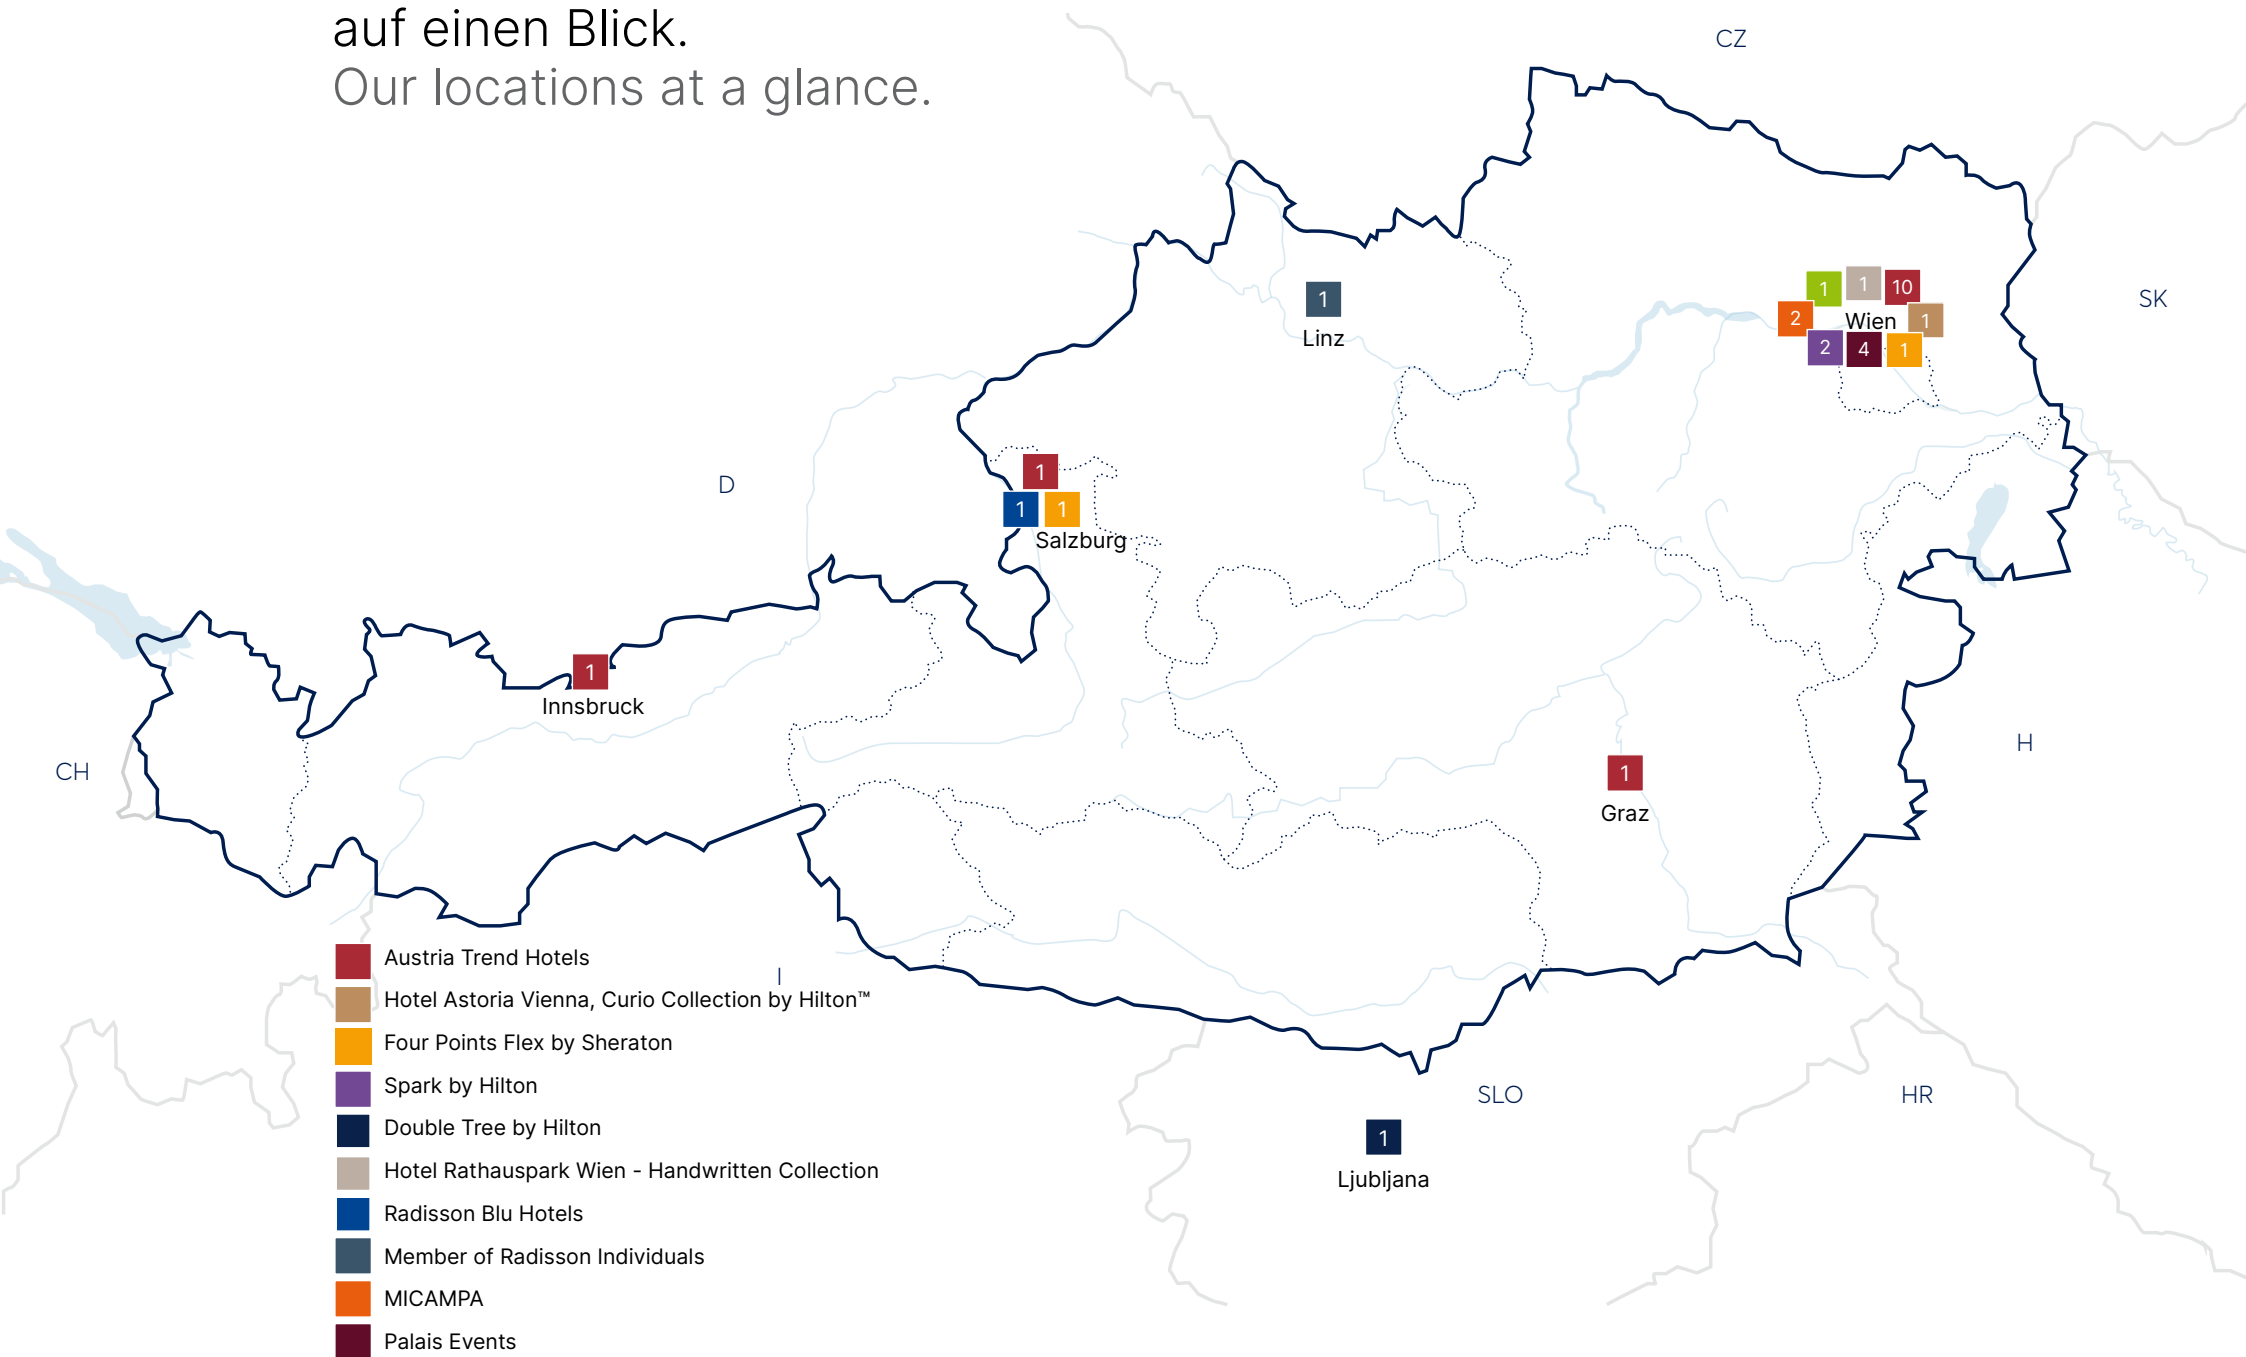 auf einen Blick.
Our locations at a glance.
CZ
SK
D
CH
I
H
SLO
HR
1
Linz
1 1 10
2 Wien 1
2 4 1
1
1 1
Salzburg
1
Innsbruck
1
Graz
1
Ljubljana
Austria Trend Hotels
Hotel Astoria Vienna, Curio Collection by Hilton™
Four Points Flex by Sheraton
Spark by Hilton
Double Tree by Hilton
Hotel Rathauspark Wien - Handwritten Collection
Radisson Blu Hotels
Member of Radisson Individuals
MICAMPA
Palais Events